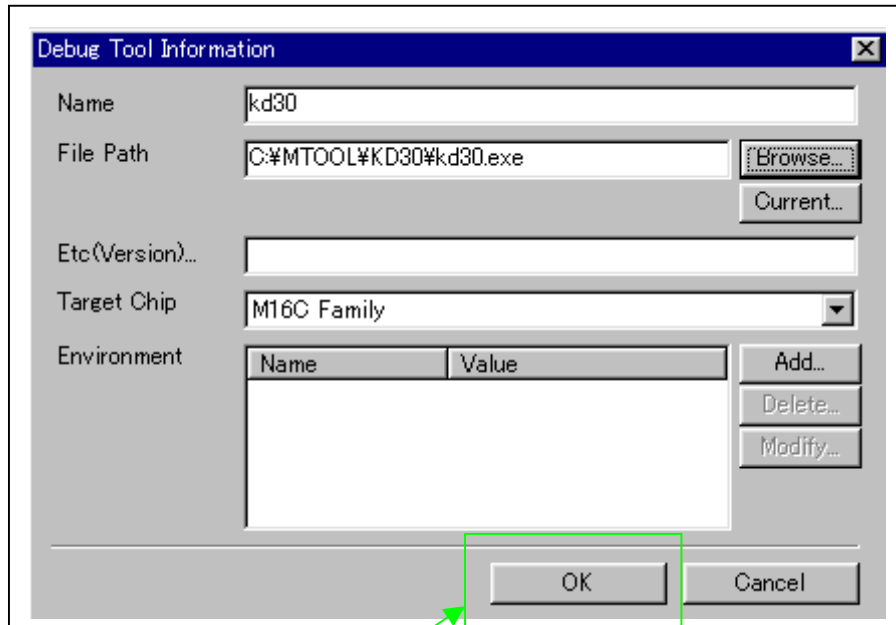 Debug Tool Information
Name
kd30
File Path
C:¥MTOOL¥KD30¥kd30.exe
Browse...
Current...
Etc(Version)...
Target Chip
M16C Family
Environment
Name Value
Add...
Delete...
Modify...
OK Cancel